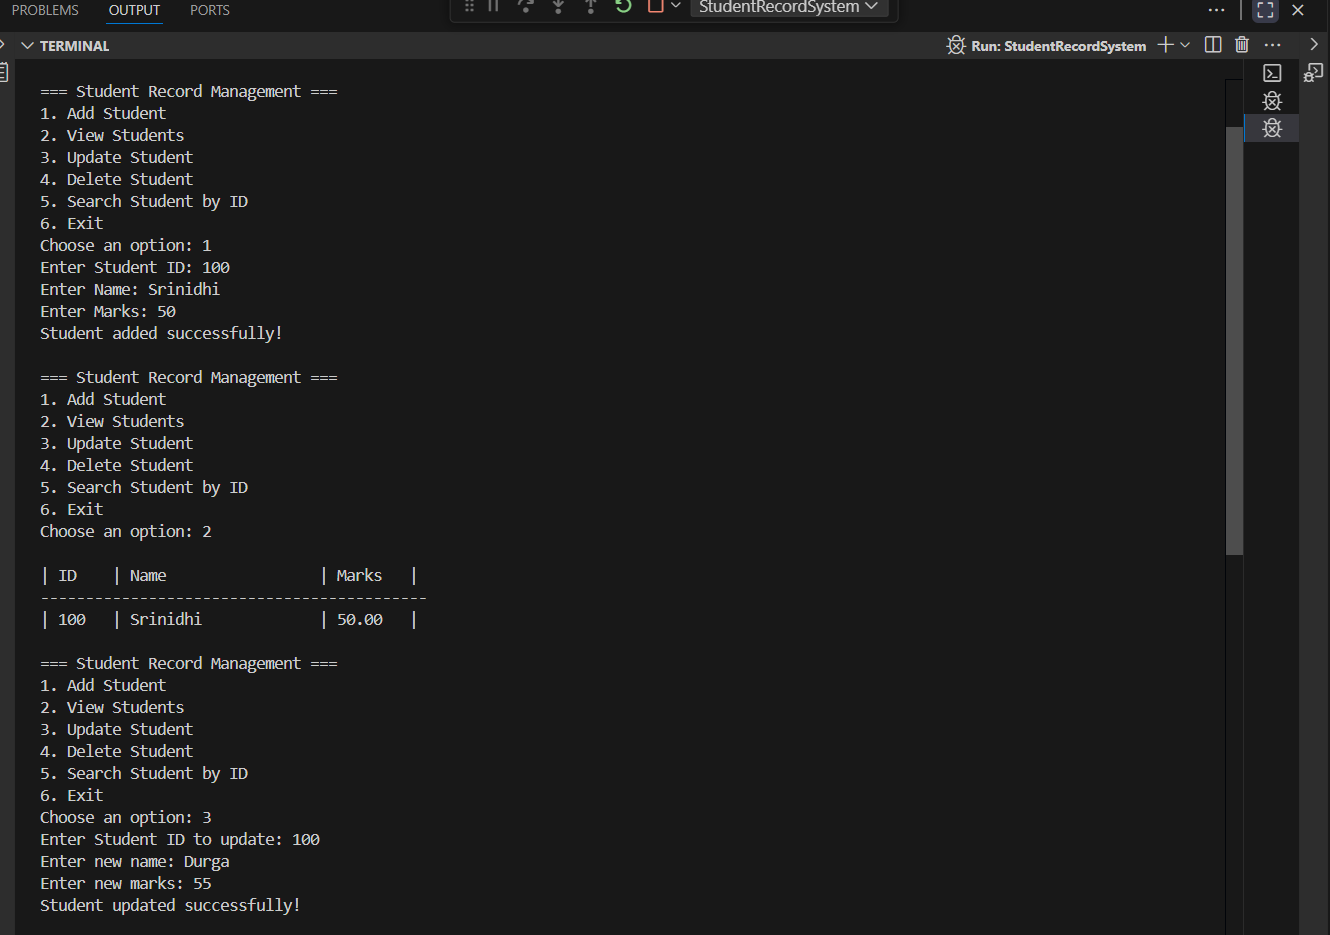 PROBLEMS OUTPUT PORTS
StudentRecordSystem
TERMINAL
Run: StudentRecordSystem
=== Student Record Management ===
1. Add Student
2. View Students
3. Update Student
4. Delete Student
5. Search Student by ID
6. Exit
Choose an option: 1
Enter Student ID: 100
Enter Name: Srinidhi
Enter Marks: 50
Student added successfully!
=== Student Record Management ===
1. Add Student
2. View Students
3. Update Student
4. Delete Student
5. Search Student by ID
6. Exit
Choose an option: 2
| ID | Name | Marks |
-------------------------------------------
| 100 | Srinidhi | 50.00 |
=== Student Record Management ===
1. Add Student
2. View Students
3. Update Student
4. Delete Student
5. Search Student by ID
6. Exit
Choose an option: 3
Enter Student ID to update: 100
Enter new name: Durga
Enter new marks: 55
Student updated successfully!